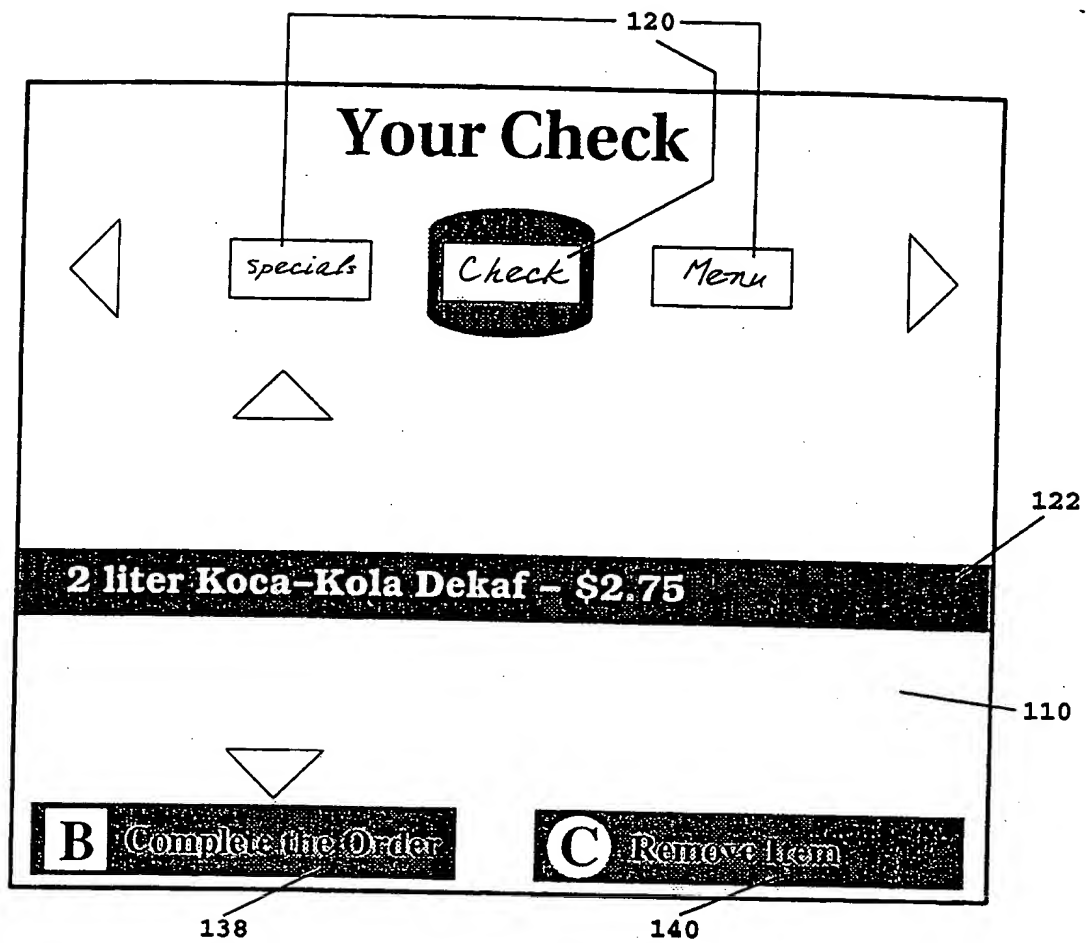 120
Your Check
Specials Check Menu
122
2 liter Koca-Kola Dekaf - $2.75
110
B Complete the Order C Remove Item
138 140